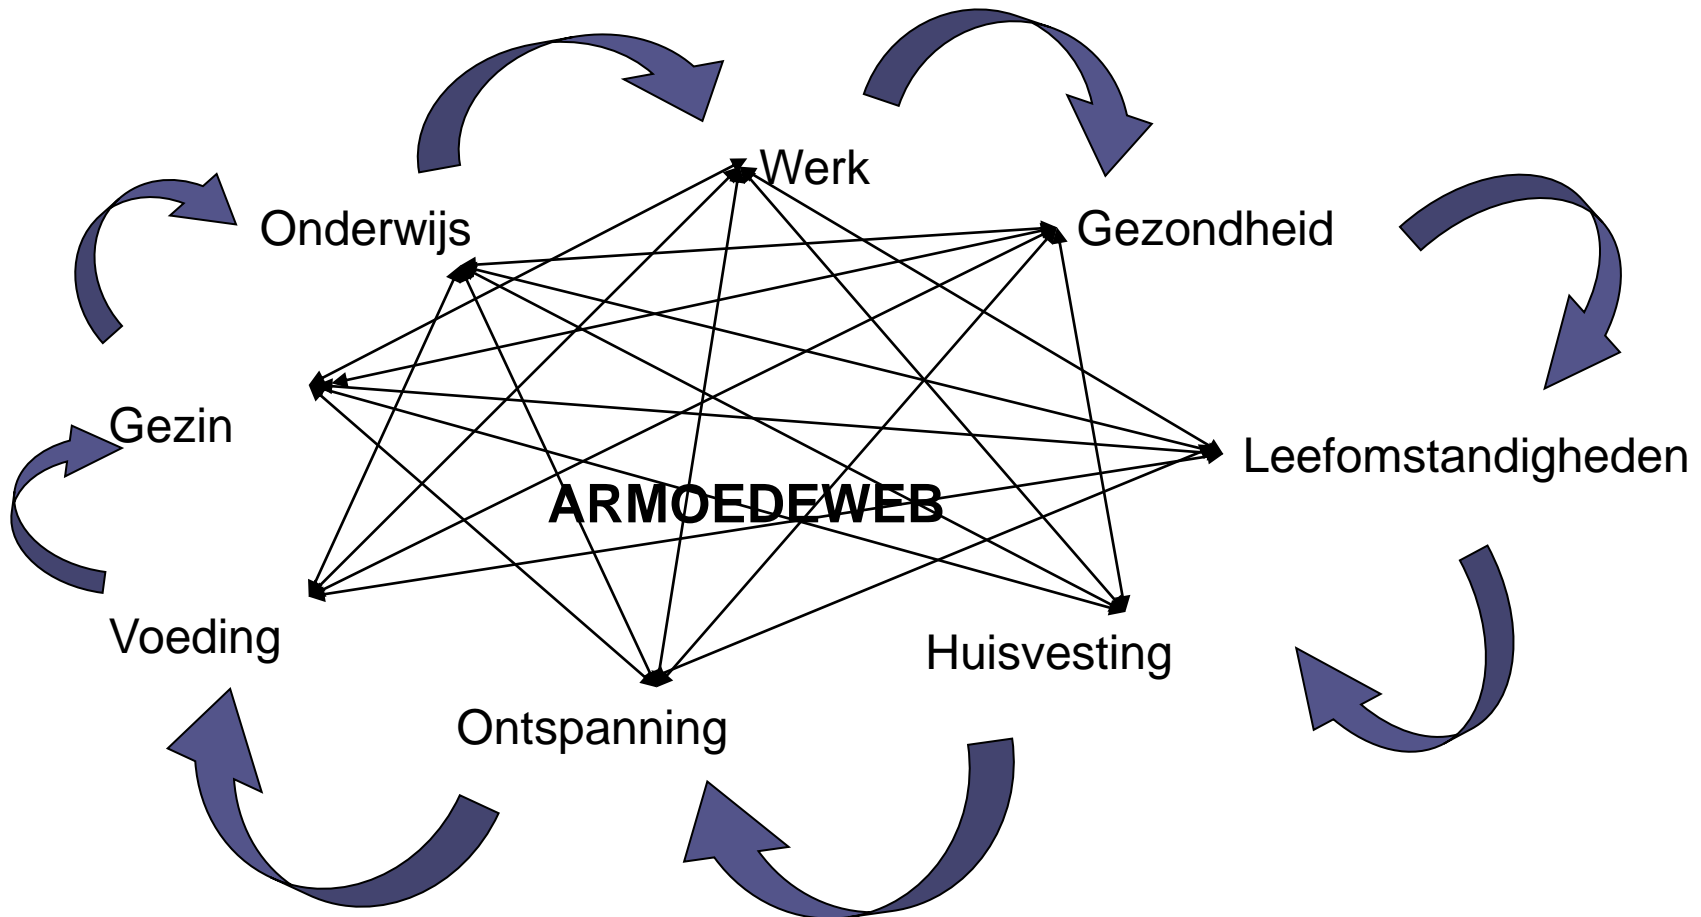 Werk
Onderwijs
Gezondheid
Gezin
Leefomstandigheden
ARMOEDEWEB
Voeding
Huisvesting
Ontspanning